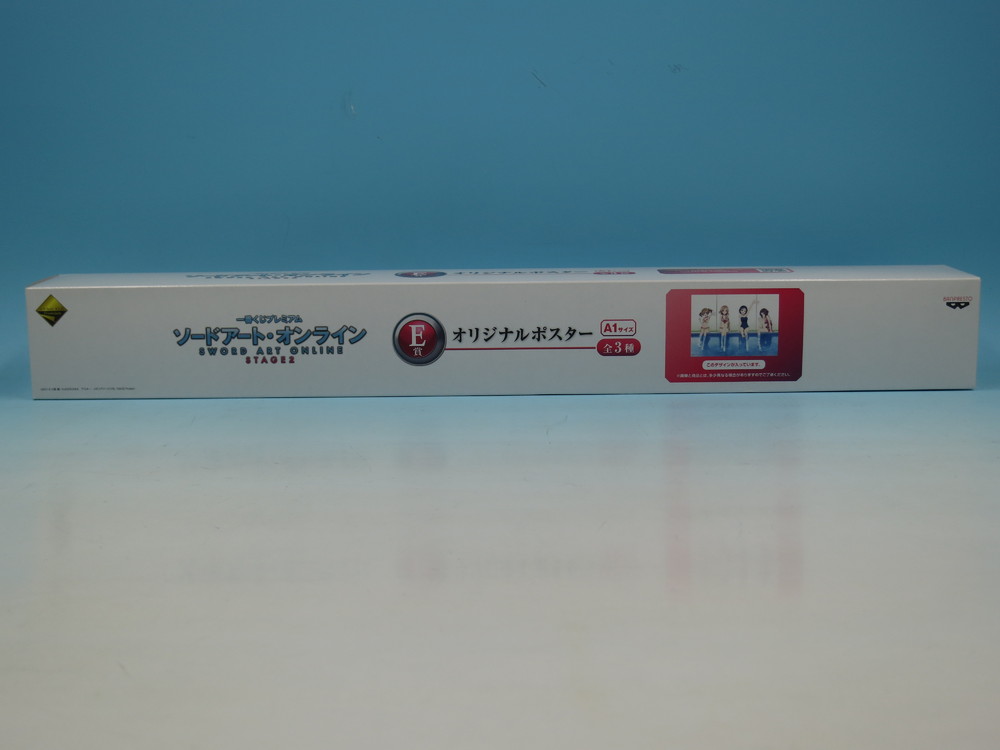 一番くじプレミアム
ソードアート・オンライン
SWORD ART ONLINE
STAGE2
E賞
オリジナルポスター
A1サイズ
全3種
このデザインが入っています。
BANPRESTO